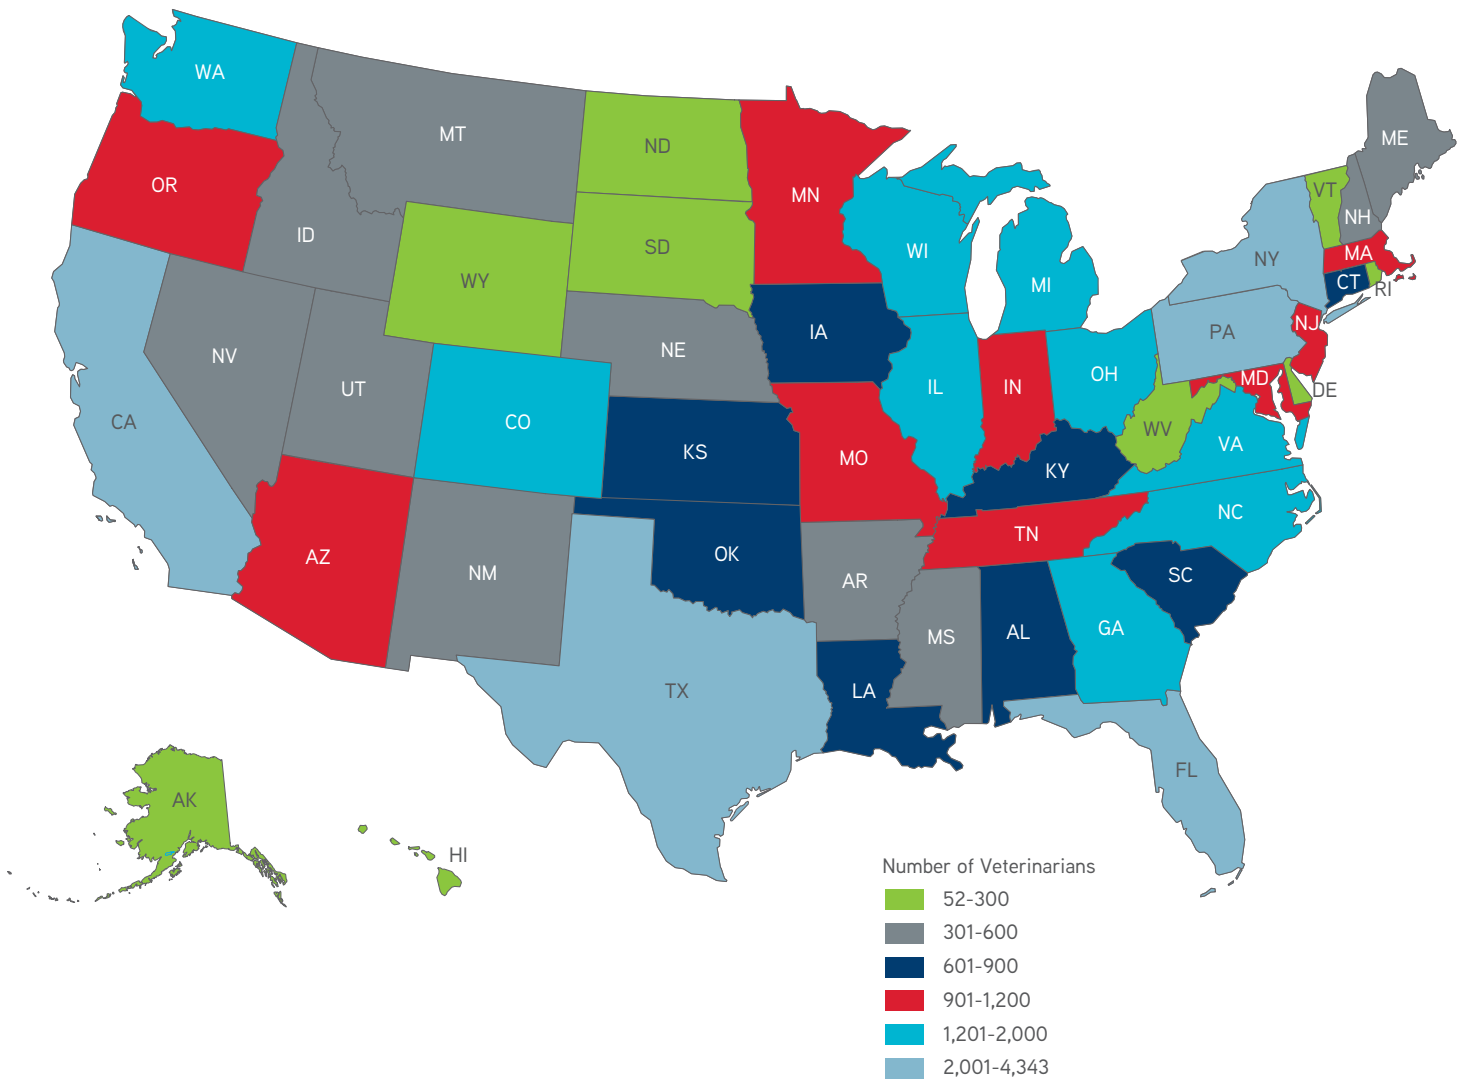 WA
MT
ND
ME
OR
MN
VT
ID
SD
WI
NH
MA
WY
NY
CT
MI
RI
IA
PA
NJ
NV
NE
UT
IL
IN
OH
MD
DE
CA
CO
WV
VA
KS
MO
KY
NC
TN
AZ
NM
OK
AR
SC
MS
AL
GA
TX
LA
FL
AK
HI
Number of Veterinarians
52-300
301-600
601-900
901-1,200
1,201-2,000
2,001-4,343